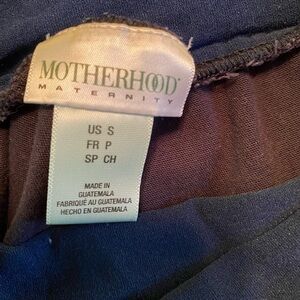 MOTHERHOOD®
MATERNITY
US S
FR P
SP CH
MADE IN
GUATEMALA
FABRIQUÉ AU GUATEMALA
HECHO EN GUATEMALA